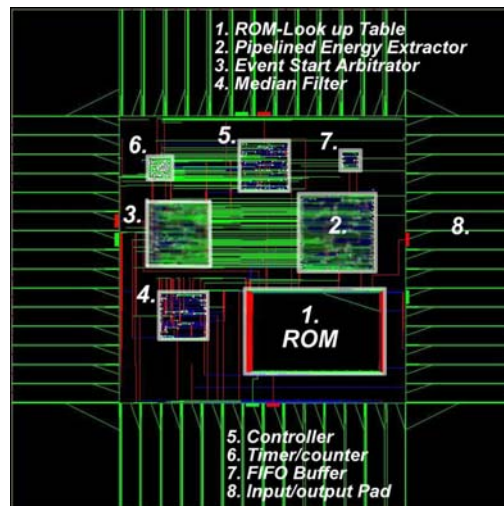 1. ROM-Look up Table
2. Pipelined Energy Extractor
3. Event Start Arbitrator
4. Median Filter
5.
7.
6.
3.
2.
8.
4.
1.
ROM
5. Controller
6. Timer/counter
7. FIFO Buffer
8. Input/output Pad